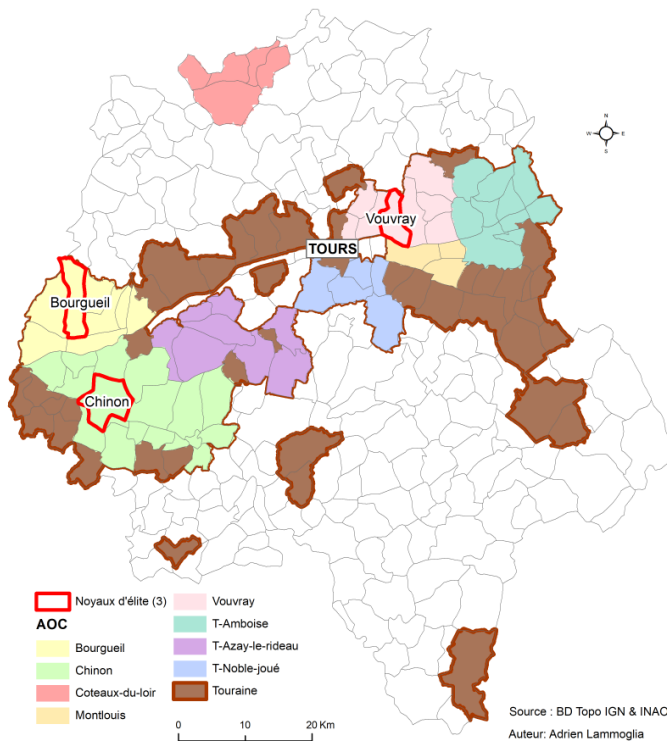 N
W E
S
Vouvray
TOURS
Bourgueil
Chinon
Noyaux d'élite (3)
AOC
Bourgueil
Chinon
Coteaux-du-loir
Montlouis
Vouvray
T-Amboise
T-Azay-le-rideau
T-Noble-joué
Touraine
0 10 20 Km
Source : BD Topo IGN & INAO
Auteur: Adrien Lammoglia